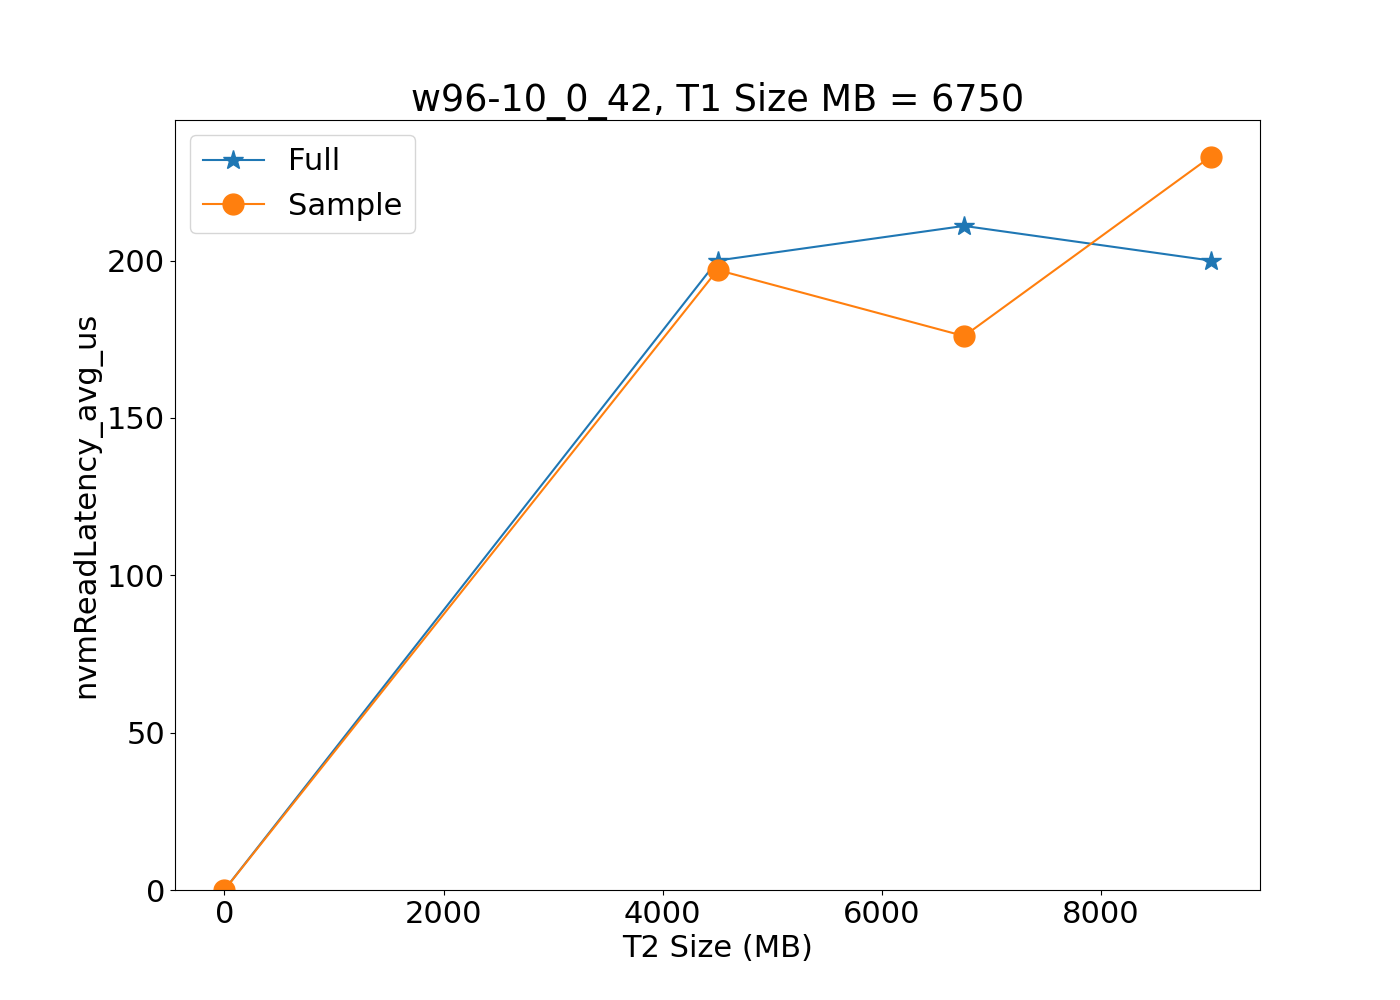 w96-10_0_42, T1 Size MB = 6750
Full
Sample
nvmReadLatency_avg_us
200
150
100
50
0
0 2000 4000 6000 8000
T2 Size (MB)